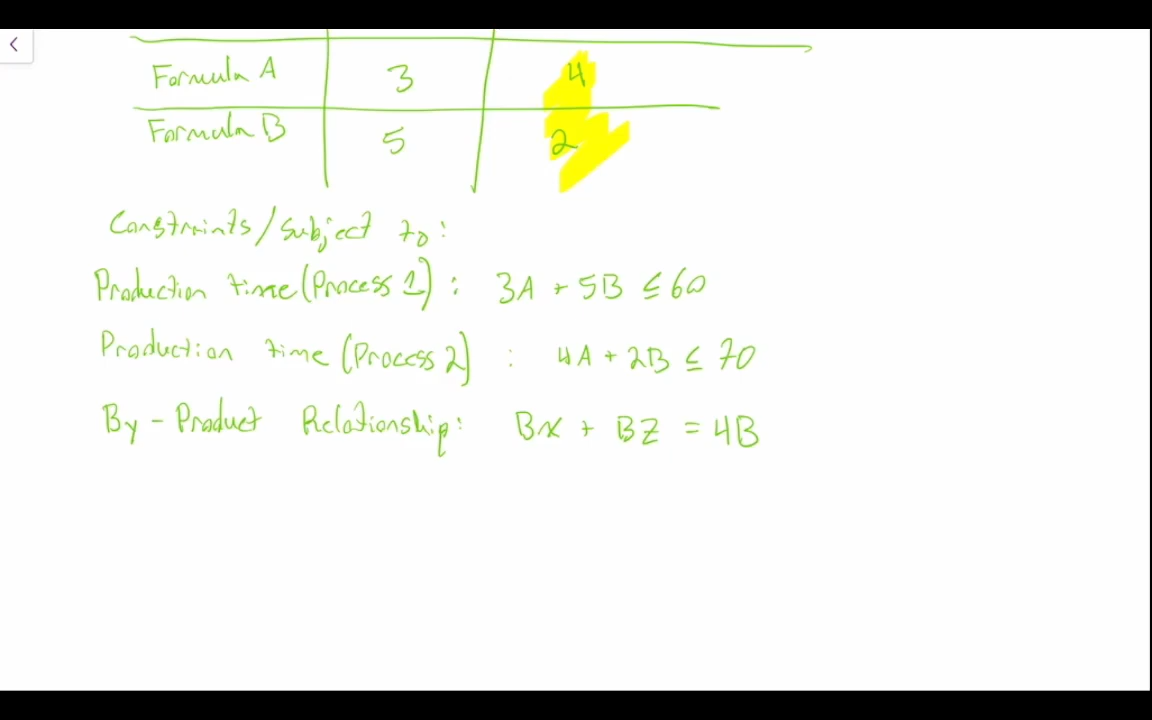 Formula A 3 4
Formula B 5 2
Constraints/Subject to:
Production time (Process 1) : 3A + 5B ≤ 60
Production time (Process 2) : 4A + 2B ≤ 70
By-Product Relationship: BX + BZ = 4B